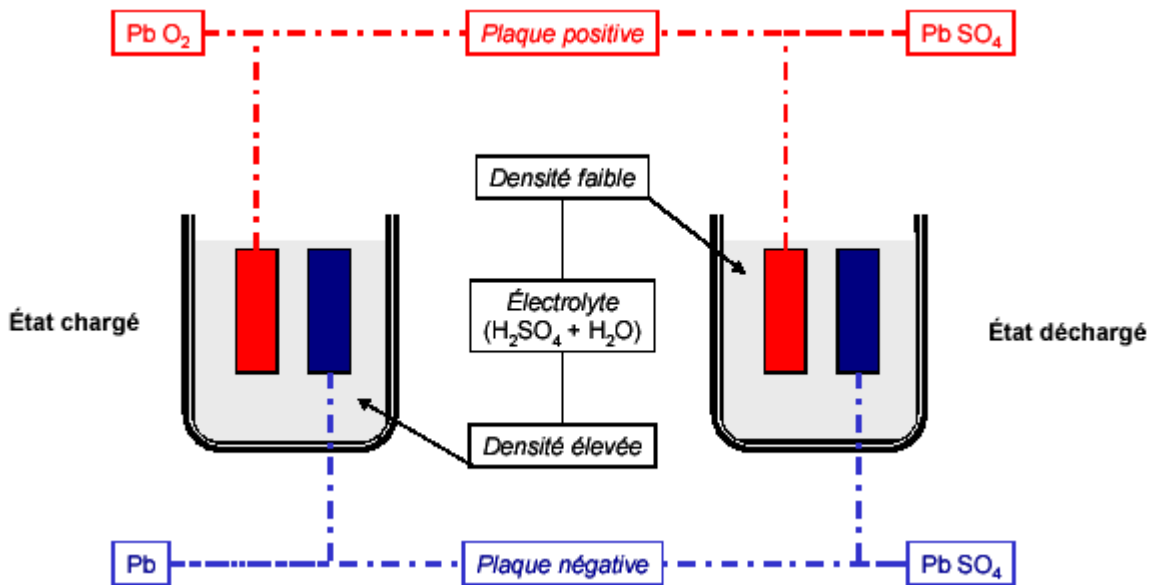 Pb O₂
Plaque positive
Pb SO₄
Densité faible
État chargé
Électrolyte
(H₂SO₄ + H₂O)
État déchargé
Densité élevée
Pb
Plaque négative
Pb SO₄